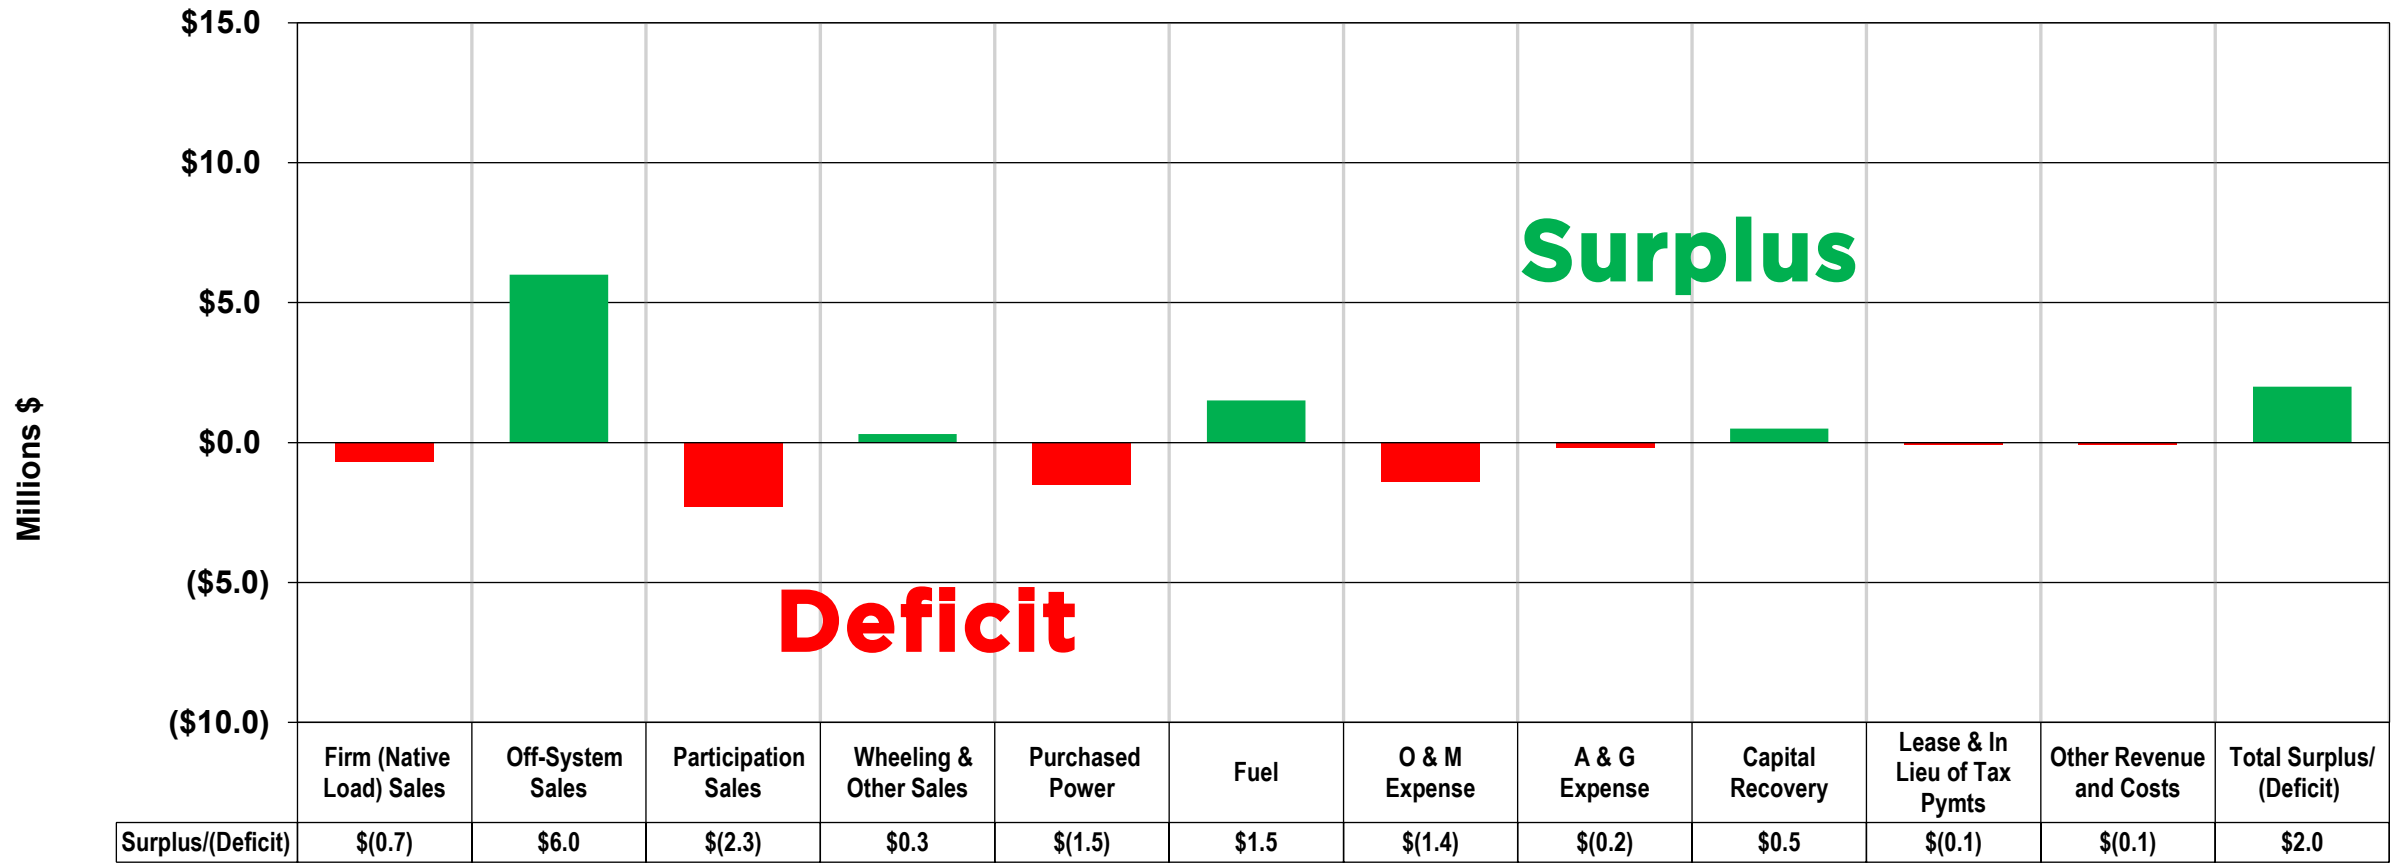 $15.0
$10.0
$5.0
$0.0
($5.0)
($10.0)
Millions $
Surplus
Deficit
Firm (Native
Load) Sales
Off-System
Sales
Participation
Sales
Wheeling &
Other Sales
Purchased
Power
Fuel
O & M
Expense
A & G
Expense
Capital
Recovery
Lease & In
Lieu of Tax
Pymts
Other Revenue
and Costs
Total Surplus/
(Deficit)
Surplus/(Deficit) $(0.7) $6.0 $(2.3) $0.3 $(1.5) $1.5 $(1.4) $(0.2) $0.5 $(0.1) $(0.1) $2.0